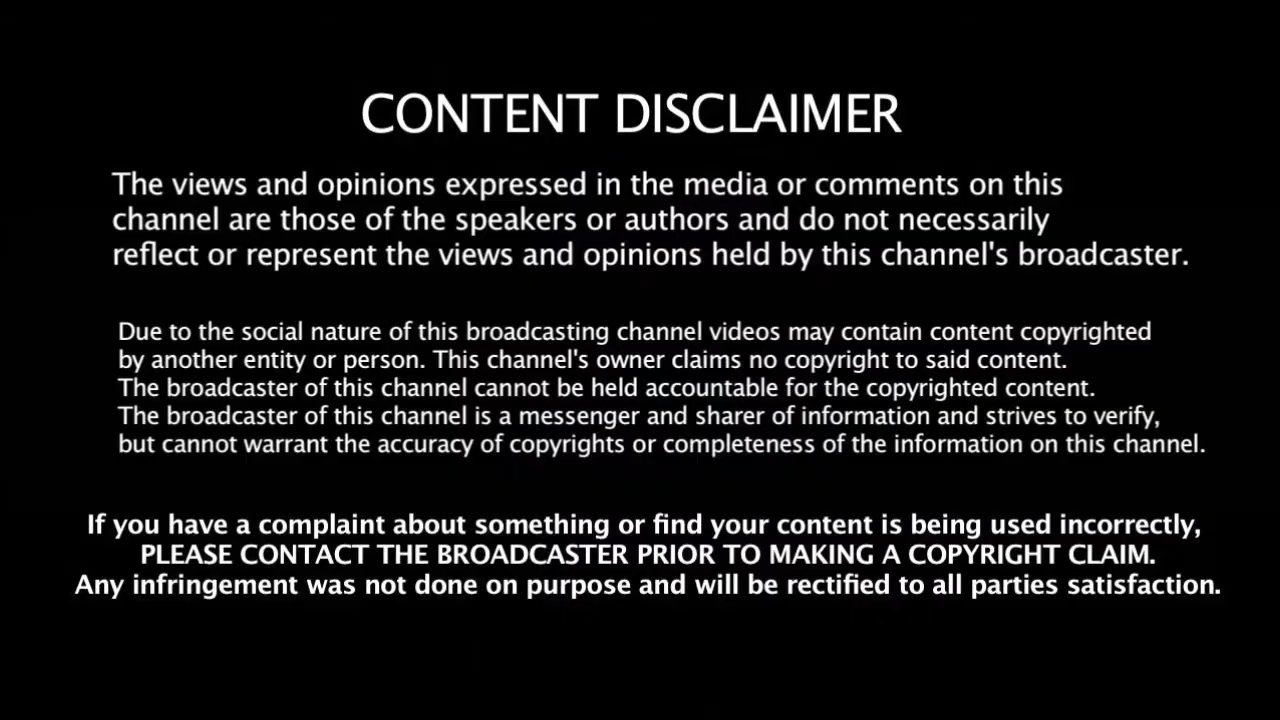 CONTENT DISCLAIMER
The views and opinions expressed in the media or comments on this
channel are those of the speakers or authors and do not necessarily
reflect or represent the views and opinions held by this channel's broadcaster.
Due to the social nature of this broadcasting channel videos may contain content copyrighted
by another entity or person. This channel's owner claims no copyright to said content.
The broadcaster of this channel cannot be held accountable for the copyrighted content.
The broadcaster of this channel is a messenger and sharer of information and strives to verify,
but cannot warrant the accuracy of copyrights or completeness of the information on this channel.
If you have a complaint about something or find your content is being used incorrectly,
PLEASE CONTACT THE BROADCASTER PRIOR TO MAKING A COPYRIGHT CLAIM.
Any infringement was not done on purpose and will be rectified to all parties satisfaction.